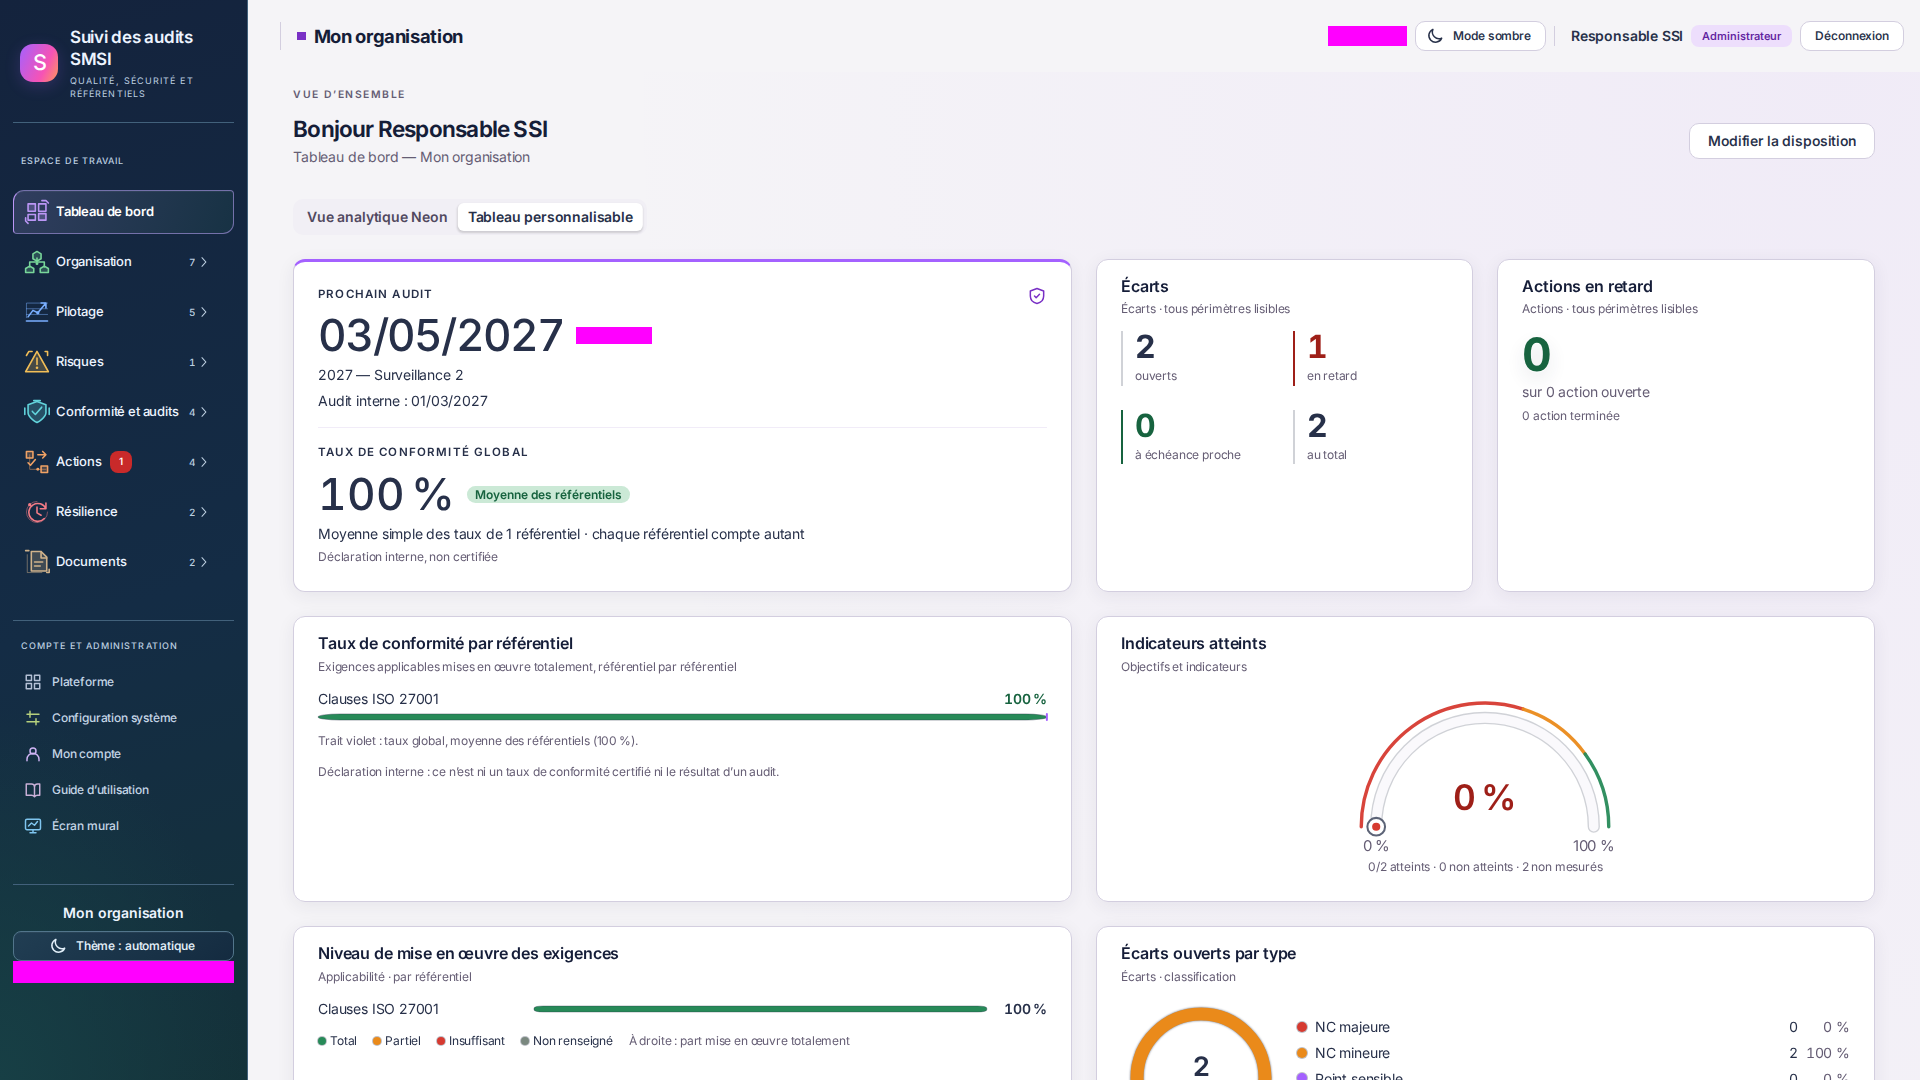 S
Suivi des audits
SMSI
QUALITÉ, SÉCURITÉ ET
RÉFÉRENTIELS
ESPACE DE TRAVAIL
Tableau de bord
Organisation 7
Pilotage 5
Risques 1
Conformité et audits 4
Actions 1 4
Résilience 2
Documents 2
COMPTE ET ADMINISTRATION
Plateforme
Configuration système
Mon compte
Guide d’utilisation
Écran mural
Mon organisation
Thème : automatique
Mon organisation
Mode sombre
Responsable SSI
Administrateur
Déconnexion
VUE D’ENSEMBLE
Bonjour Responsable SSI
Tableau de bord — Mon organisation
Modifier la disposition
Vue analytique Neon
Tableau personnalisable
PROCHAIN AUDIT
03/05/2027
2027 — Surveillance 2
Audit interne : 01/03/2027
TAUX DE CONFORMITÉ GLOBAL
100 % Moyenne des référentiels
Moyenne simple des taux de 1 référentiel · chaque référentiel compte autant
Déclaration interne, non certifiée
Écarts
Écarts · tous périmètres lisibles
2
ouverts
1
en retard
0
à échéance proche
2
au total
Actions en retard
Actions · tous périmètres lisibles
0
sur 0 action ouverte
0 action terminée
Taux de conformité par référentiel
Exigences applicables mises en œuvre totalement, référentiel par référentiel
Clauses ISO 27001 100 %
Trait violet : taux global, moyenne des référentiels (100 %).
Déclaration interne : ce n’est ni un taux de conformité certifié ni le résultat d’un audit.
Indicateurs atteints
Objectifs et indicateurs
0 %
0 % 100 %
0/2 atteints · 0 non atteints · 2 non mesurés
Niveau de mise en œuvre des exigences
Applicabilité · par référentiel
Clauses ISO 27001 100 %
Total Partiel Insuffisant Non renseigné À droite : part mise en œuvre totalement
Écarts ouverts par type
Écarts · classification
2
NC majeure 0 0 %
NC mineure 2 100 %
Point sensible 0 0 %